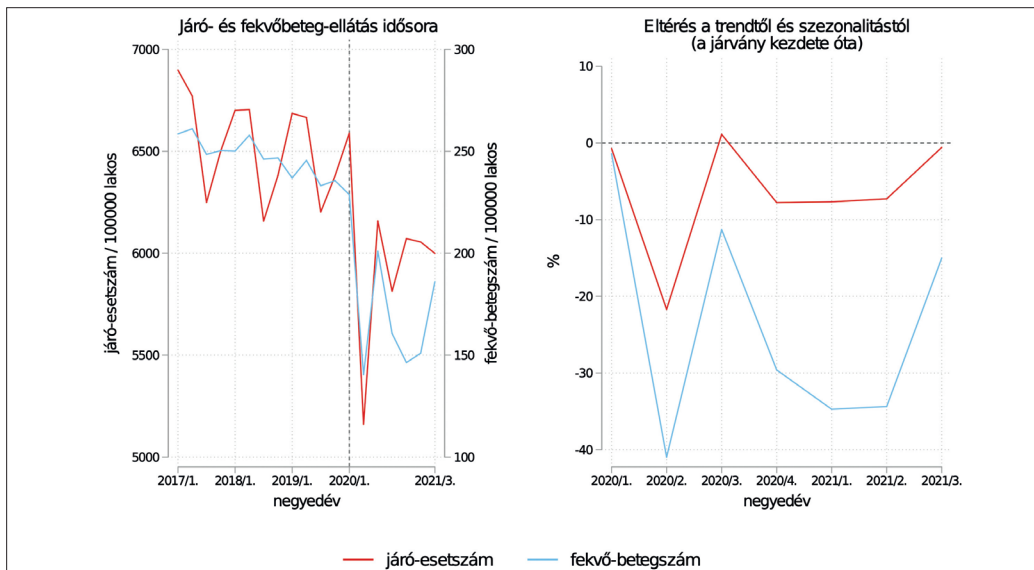 Járó- és fekvőbeteg-ellátás idősora
7000
6500
6000
5500
5000
járó-esetszám / 100000 lakos
300
250
200
150
100
fekvő-betegszám / 100000 lakos
2017/1. 2018/1. 2019/1. 2020/1. 2021/3.
negyedév
Eltérés a trendtől és szezonalitástól
(a járvány kezdete óta)
10
0
-10
-20
-30
-40
%
2020/1. 2020/2. 2020/3. 2020/4. 2021/1. 2021/2. 2021/3.
negyedév
járó-esetszám fekvő-betegszám